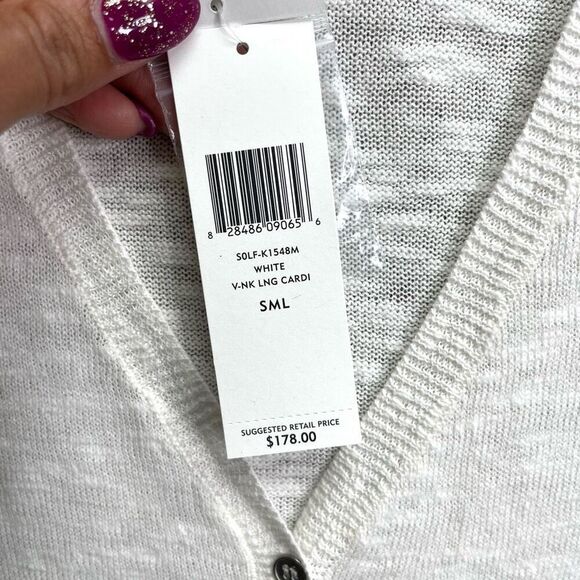 8 28486 09065 6
S0LF-K1548M
WHITE
V-NK LNG CARDI
SML
SUGGESTED RETAIL PRICE
$178.00